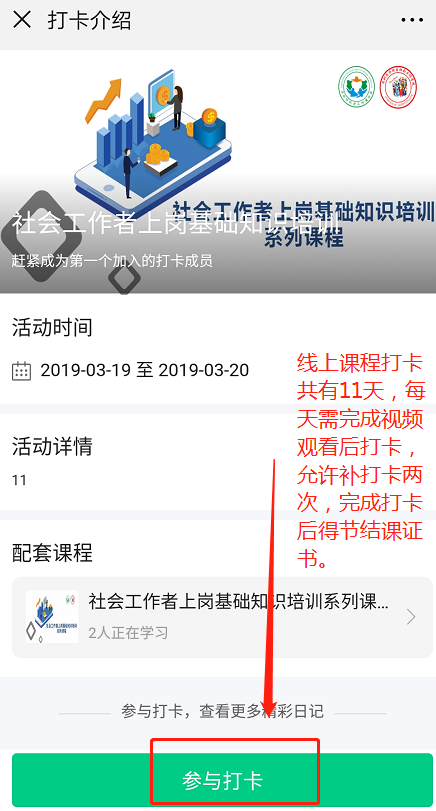 打卡介绍
社会工作者上岗基础知识培训
系列课程
社会工作者上岗基础知识培训
赶紧成为第一个加入的打卡成员
活动时间
2019-03-19 至 2019-03-20
线上课程打卡
共有11天，每
天需完成视频
观看后打卡，
允许补打卡两
次，完成打卡
后得节结课证
书。
活动详情
11
配套课程
社会工作者上岗基础知识培训系列课...
2人正在学习
参与打卡，查看更多精彩日记
参与打卡